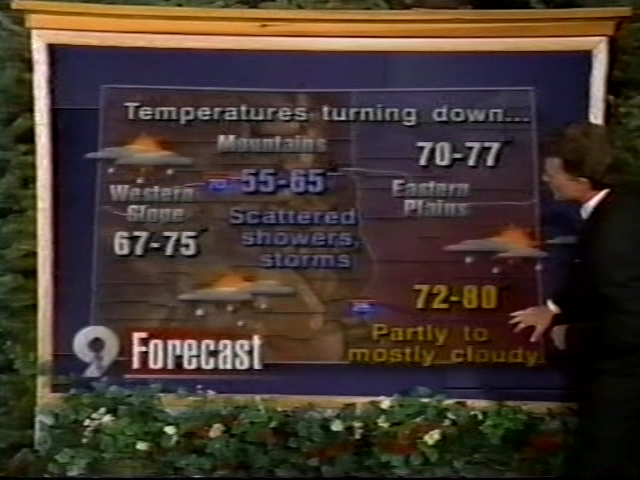 Temperatures turning down...
Mountains
70-77
55-65
Western
Slope
Eastern
Plains
67-75
Scattered
showers,
storms
72-80
9 Forecast
Partly to
mostly cloudy